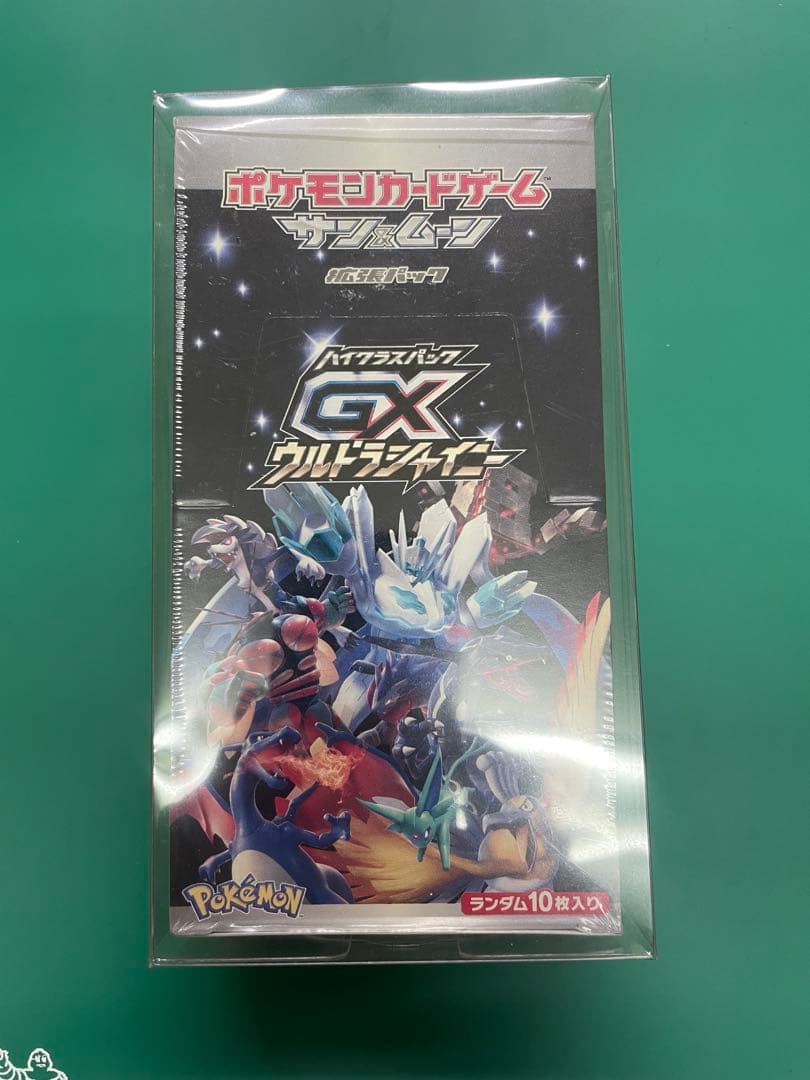 ポケモンカードゲーム™
サン&ムーン
拡張パック
ハイクラスパック
GX
ウルトラシャイニー
POKéMON
ランダム10枚入り